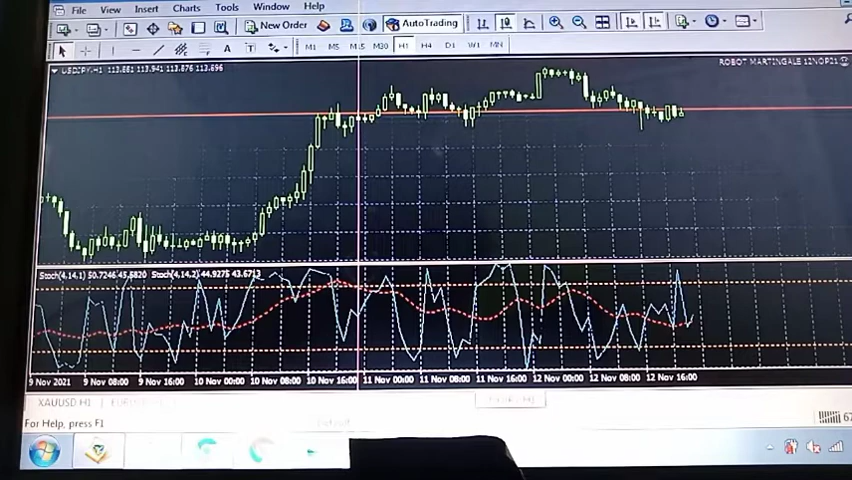 File View Insert Charts Tools Window Help
New Order AutoTrading
A T M1 M5 M15 M30 H1 H4 D1 W1 MN
USDJPY.H1 113.881 113.941 113.876 113.896 ROBOT MARTINGALE 12NOP21
Stoch(4,14,1) 50.7246 45.5820 Stoch(4,14,2) 44.9275 43.6713
9 Nov 2021 9 Nov 08:00 9 Nov 16:00 10 Nov 00:00 10 Nov 08:00 10 Nov 16:00 11 Nov 00:00 11 Nov 08:00 11 Nov 16:00 12 Nov 00:00 12 Nov 08:00 12 Nov 16:00
XAUUSD.H1
For Help, press F1